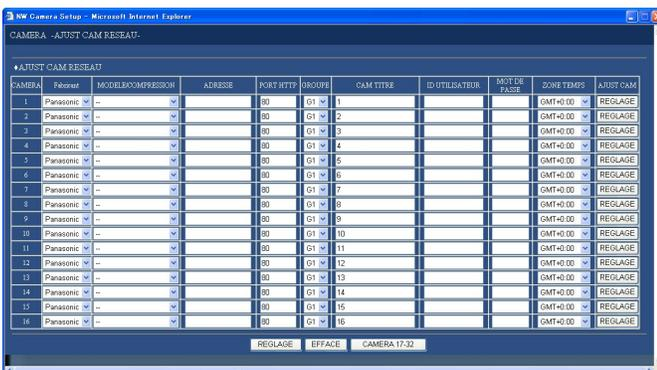 NW Camera Setup - Microsoft Internet Explorer
CAMERA -AJUST CAM RESEAU-
♦AJUST CAM RESEAU
CAMERA Fabricant MODELE/COMPRESSION ADRESSE PORT HTTP GROUPE CAM TITRE ID UTILISATEUR MOT DE PASSE ZONE TEMPS AJUST CAM
1 Panasonic -- 80 G1 1 GMT+0:00 REGLAGE
2 Panasonic -- 80 G1 2 GMT+0:00 REGLAGE
3 Panasonic -- 80 G1 3 GMT+0:00 REGLAGE
4 Panasonic -- 80 G1 4 GMT+0:00 REGLAGE
5 Panasonic -- 80 G1 5 GMT+0:00 REGLAGE
6 Panasonic -- 80 G1 6 GMT+0:00 REGLAGE
7 Panasonic -- 80 G1 7 GMT+0:00 REGLAGE
8 Panasonic -- 80 G1 8 GMT+0:00 REGLAGE
9 Panasonic -- 80 G1 9 GMT+0:00 REGLAGE
10 Panasonic -- 80 G1 10 GMT+0:00 REGLAGE
11 Panasonic -- 80 G1 11 GMT+0:00 REGLAGE
12 Panasonic -- 80 G1 12 GMT+0:00 REGLAGE
13 Panasonic -- 80 G1 13 GMT+0:00 REGLAGE
14 Panasonic -- 80 G1 14 GMT+0:00 REGLAGE
15 Panasonic -- 80 G1 15 GMT+0:00 REGLAGE
16 Panasonic -- 80 G1 16 GMT+0:00 REGLAGE
REGLAGE EFFACE CAMERA 17-32